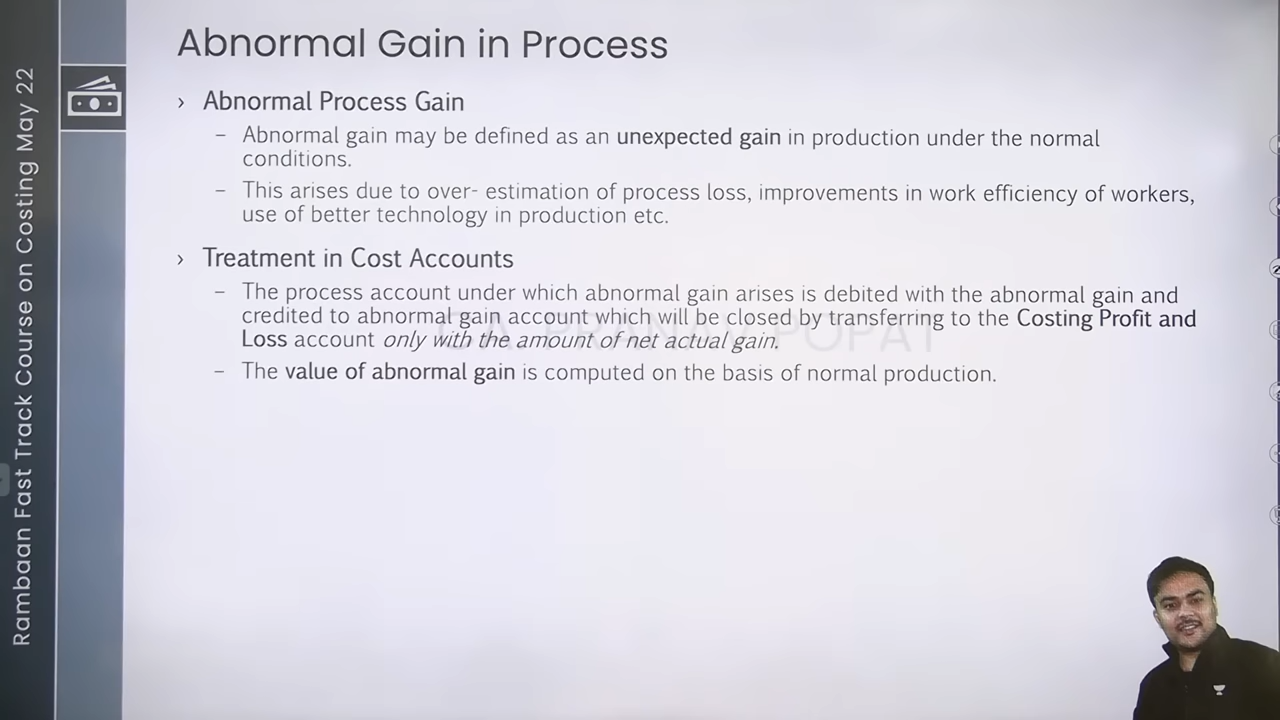 Abnormal Gain in Process
› Abnormal Process Gain
– Abnormal gain may be defined as an unexpected gain in production under the normal
conditions.
– This arises due to over- estimation of process loss, improvements in work efficiency of workers,
use of better technology in production etc.
› Treatment in Cost Accounts
– The process account under which abnormal gain arises is debited with the abnormal gain and
credited to abnormal gain account which will be closed by transferring to the Costing Profit and
Loss account only with the amount of net actual gain.
– The value of abnormal gain is computed on the basis of normal production.
CA PRANAV POPAT
Rambaan Fast Track Course on Costing May 22